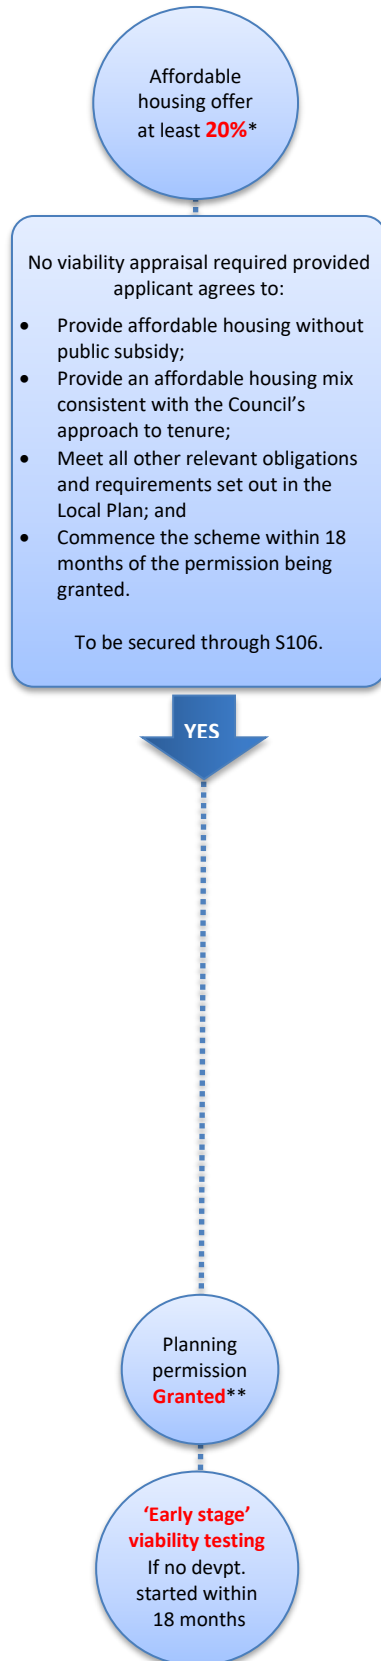 Affordable
housing offer
at least 20%*
No viability appraisal required provided
applicant agrees to:
• Provide affordable housing without
public subsidy;
• Provide an affordable housing mix
consistent with the Council’s
approach to tenure;
• Meet all other relevant obligations
and requirements set out in the
Local Plan; and
• Commence the scheme within 18
months of the permission being
granted.
To be secured through S106.
YES
Planning
permission
Granted**
‘Early stage’
viability testing
If no devpt.
started within
18 months